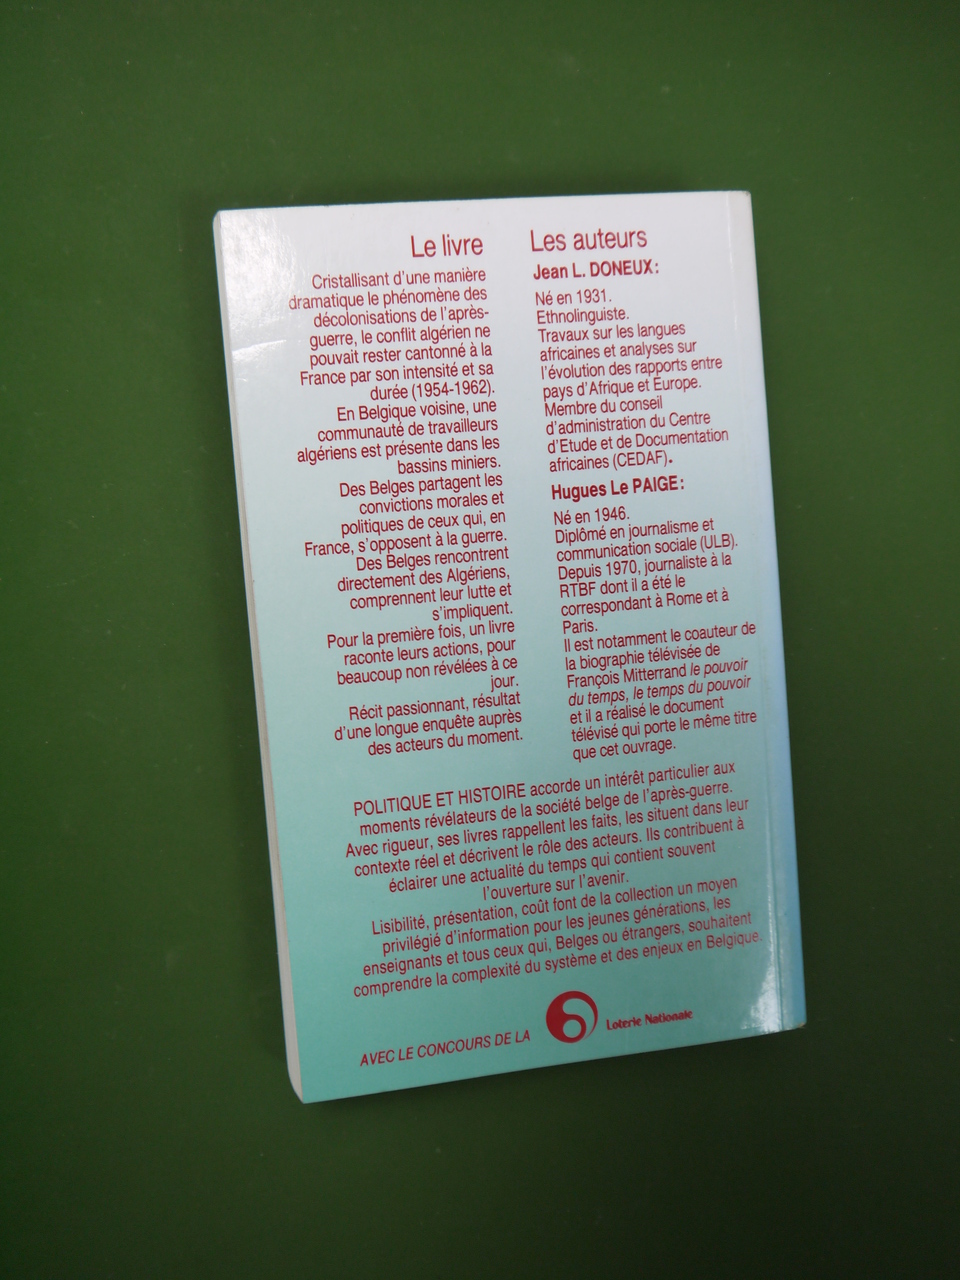 Le livre
Cristallisant d'une manière
dramatique le phénomène des
décolonisations de l'après-
guerre, le conflit algérien ne
pouvait rester cantonné à la
France par son intensité et sa
durée (1954-1962).
En Belgique voisine, une
communauté de travailleurs
algériens est présente dans les
bassins miniers.
Des Belges partagent les
convictions morales et
politiques de ceux qui, en
France, s'opposent à la guerre.
Des Belges rencontrent
directement des Algériens,
comprennent leur lutte et
s'impliquent.
Pour la première fois, un livre
raconte leurs actions, pour
beaucoup non révélées à ce
jour.
Récit passionnant, résultat
d'une longue enquête auprès
des acteurs du moment.
Les auteurs
Jean L. DONEUX:
Né en 1931.
Ethnolinguiste.
Travaux sur les langues
africaines et analyses sur
l'évolution des rapports entre
pays d'Afrique et Europe.
Membre du conseil
d'administration du Centre
d'Etude et de Documentation
africaines (CEDAF).
Hugues Le PAIGE:
Né en 1946.
Diplômé en journalisme et
communication sociale (ULB).
Depuis 1970, journaliste à la
RTBF dont il a été le
correspondant à Rome et à
Paris.
Il est notamment le coauteur de
la biographie télévisée de
François Mitterrand le pouvoir
du temps, le temps du pouvoir
et il a réalisé le document
télévisé qui porte le même titre
que cet ouvrage.
POLITIQUE ET HISTOIRE accorde un intérêt particulier aux
moments révélateurs de la société belge de l'après-guerre.
Avec rigueur, ses livres rappellent les faits, les situent dans leur
contexte réel et décrivent le rôle des acteurs. Ils contribuent à
éclairer une actualité du temps qui contient souvent
l'ouverture sur l'avenir.
Lisibilité, présentation, coût font de la collection un moyen
privilégié d'information pour les jeunes générations, les
enseignants et tous ceux qui, Belges ou étrangers, souhaitent
comprendre la complexité du système et des enjeux en Belgique.
AVEC LE CONCOURS DE LA
Loterie Nationale